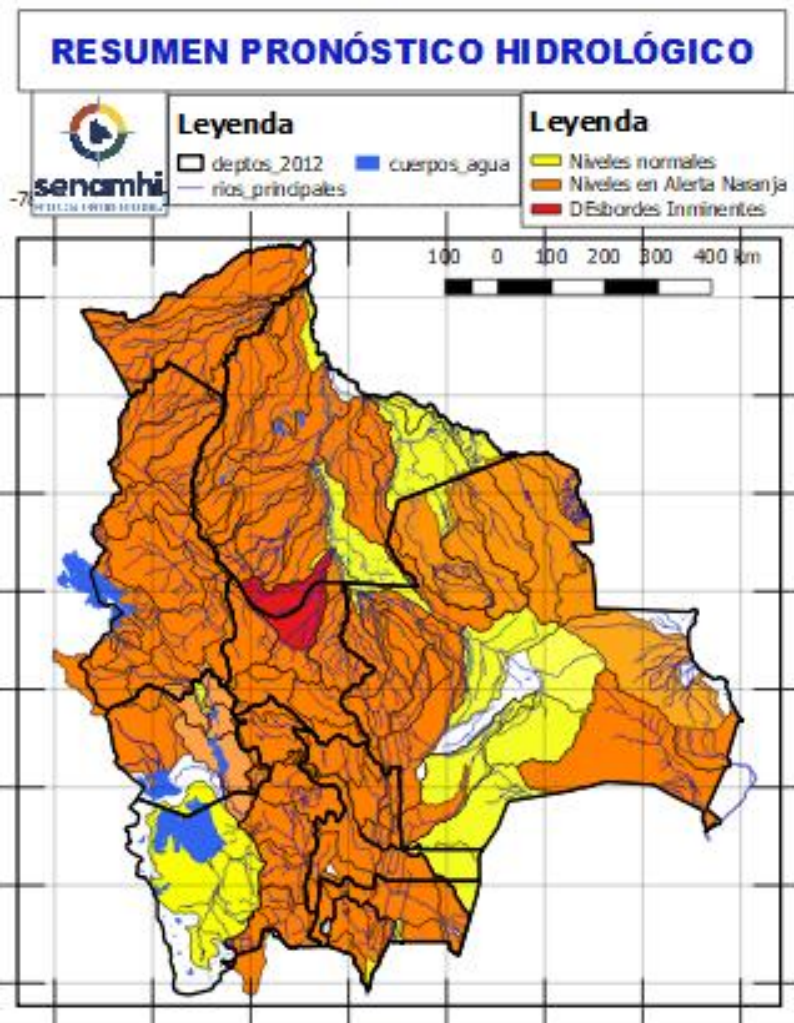 RESUMEN PRONÓSTICO HIDROLÓGICO
senamhi
Leyenda
deptos_2012
cuerpos_agua
rios_principales
Leyenda
Niveles normales
Niveles en Alerta Naranja
DEsbordes Inminentes
100 0 100 200 300 400 km